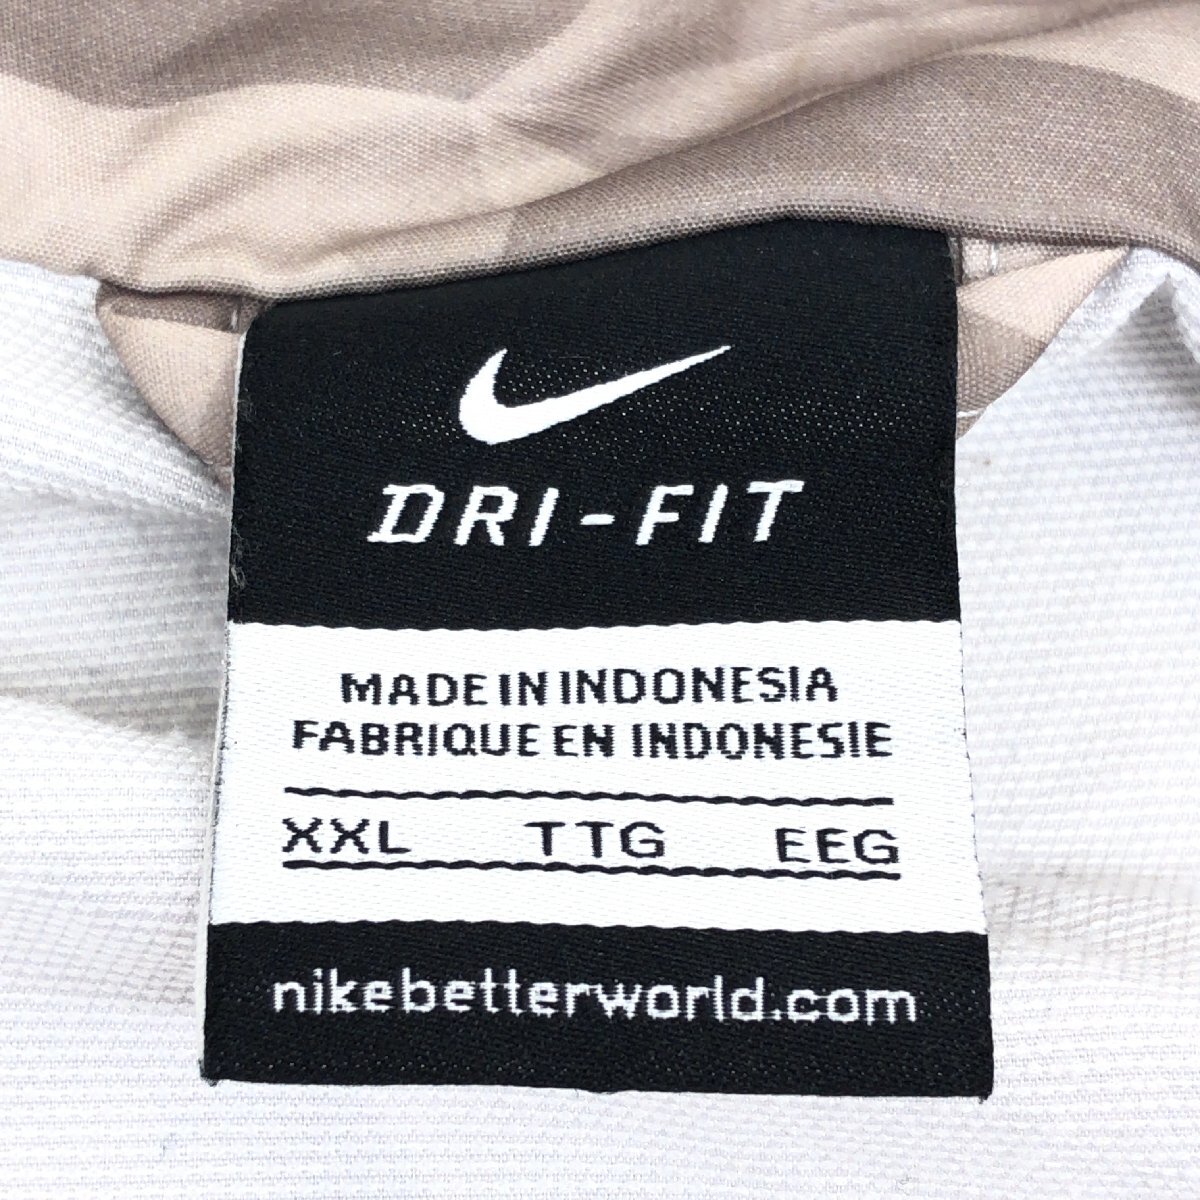 DRI-FIT
MADE IN INDONESIA
FABRIQUE EN INDONESIE
XXL TTG EEG
nikebetterworld.com